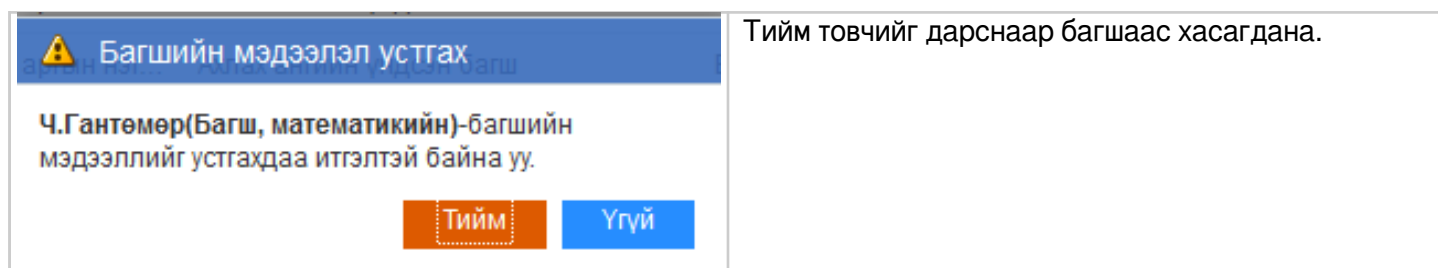 Багшийн мэдээлэл устгах
Ч.Гантөмөр(Багш, математикийн)-багшийн
мэдээллийг устгахдаа итгэлтэй байна уу.
Тийм
Үгүй
Тийм товчийг дарснаар багшаас хасагдана.